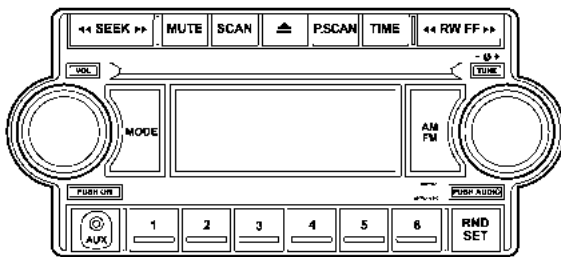 SEEK MUTE SCAN P.SCAN TIME RW FF
VOL TUNE
MODE AM
FM
PUSH ON PUSH AUDIO
AUX 1 2 3 4 5 6 RND
SET